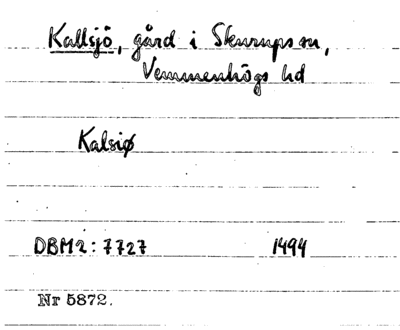 Kallsjö, gård i Skurups sn,
Vemmenhögs hd
Kalsiø
DBM2: 7727 1494
Nr 5872.